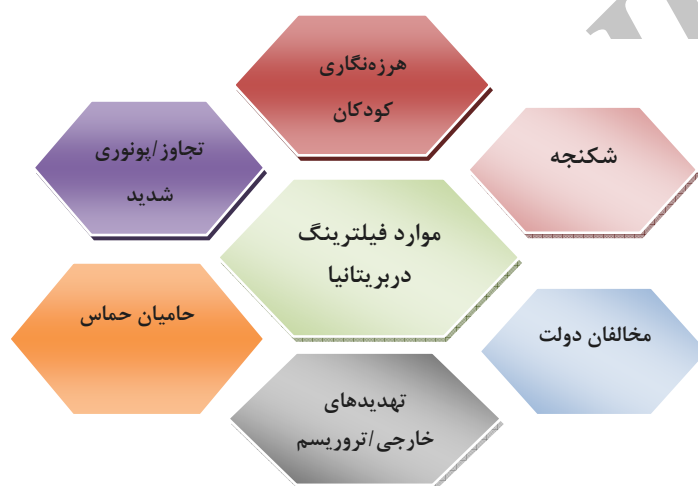 هرزه‌نگاری
کودکان
شکنجه
تجاوز/پونوری
شدید
موارد فیلترینگ
دربریتانیا
حامیان حماس
مخالفان دولت
تهدیدهای
خارجی/تروریسم